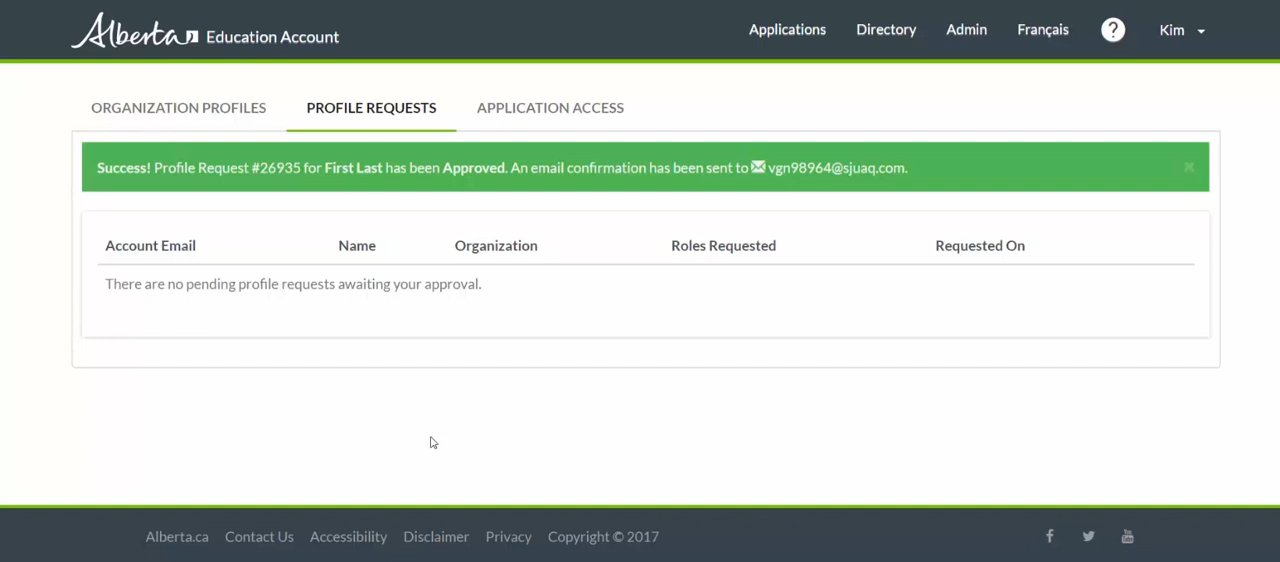 Alberta Education Account Applications Directory Admin Français ? Kim
ORGANIZATION PROFILES PROFILE REQUESTS APPLICATION ACCESS
Success! Profile Request #26935 for First Last has been Approved. An email confirmation has been sent to vgn98964@sjuaq.com.
Account Email Name Organization Roles Requested Requested On
There are no pending profile requests awaiting your approval.
Alberta.ca Contact Us Accessibility Disclaimer Privacy Copyright © 2017